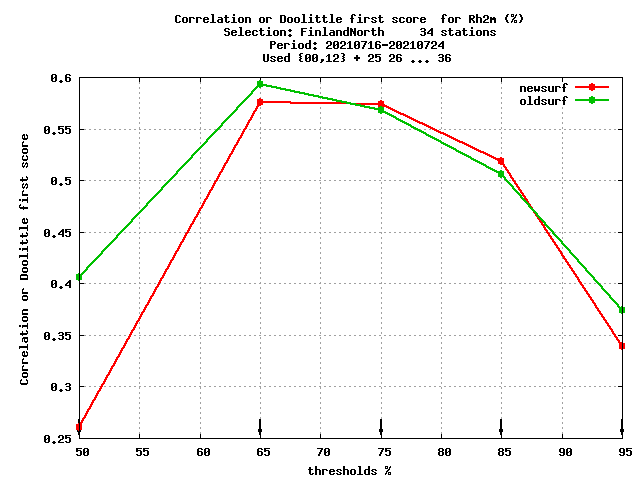 Correlation or Doolittle first score  for Rh2m (%)
Selection: FinlandNorth     34 stations
Period: 20210716-20210724
Used {00,12} + 25 26 ... 36
newsurf
oldsurf
Correlation or Doolittle first score
0.6
0.55
0.5
0.45
0.4
0.35
0.3
0.25
50 55 60 65 70 75 80 85 90 95
thresholds %